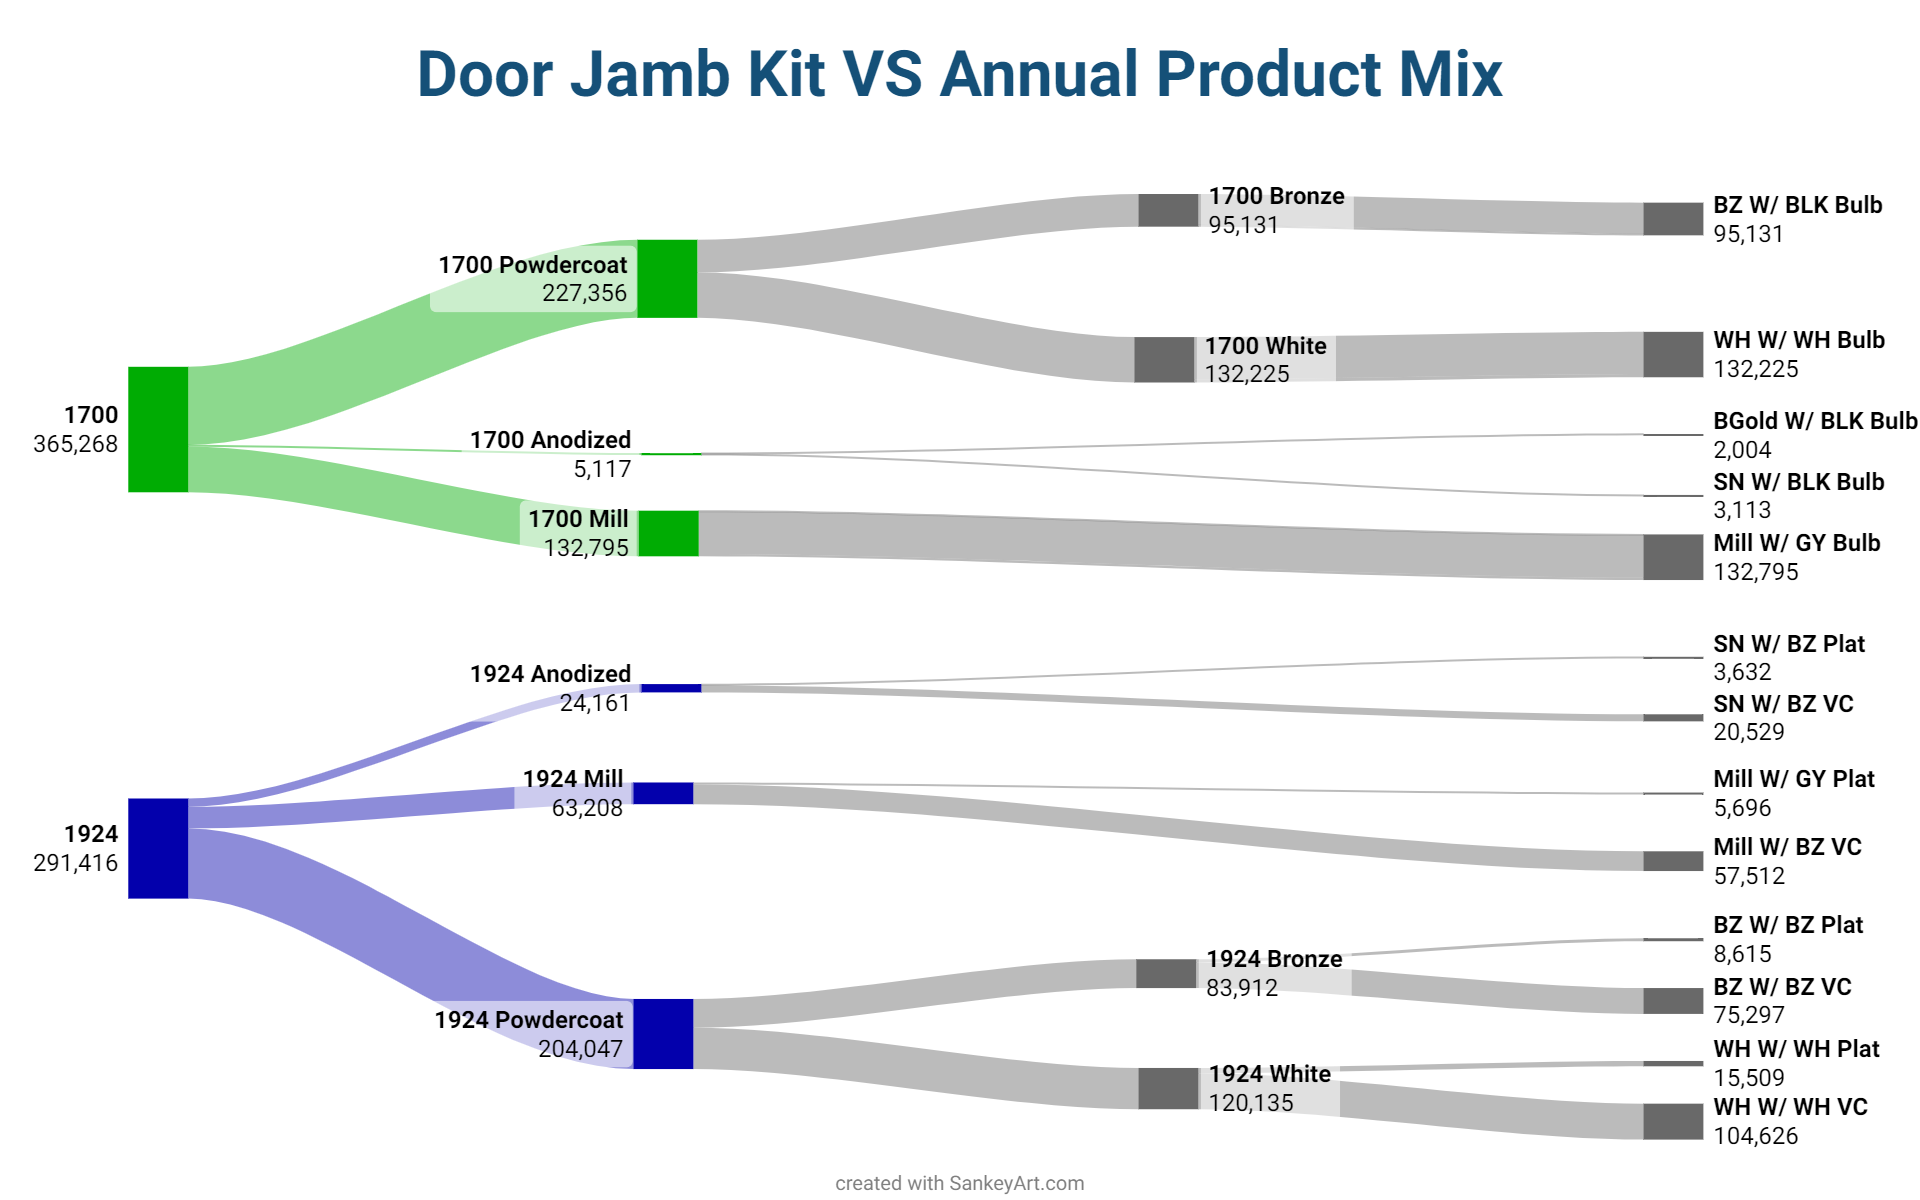 Door Jamb Kit VS Annual Product Mix
1700
365,268
1700 Powdercoat
227,356
1700 Anodized
5,117
1700 Mill
132,795
1700 Bronze
95,131
1700 White
132,225
BZ W/ BLK Bulb
95,131
WH W/ WH Bulb
132,225
BGold W/ BLK Bulb
2,004
SN W/ BLK Bulb
3,113
Mill W/ GY Bulb
132,795
1924
291,416
1924 Anodized
24,161
1924 Mill
63,208
1924 Powdercoat
204,047
1924 Bronze
83,912
1924 White
120,135
SN W/ BZ Plat
3,632
SN W/ BZ VC
20,529
Mill W/ GY Plat
5,696
Mill W/ BZ VC
57,512
BZ W/ BZ Plat
8,615
BZ W/ BZ VC
75,297
WH W/ WH Plat
15,509
WH W/ WH VC
104,626
created with SankeyArt.com